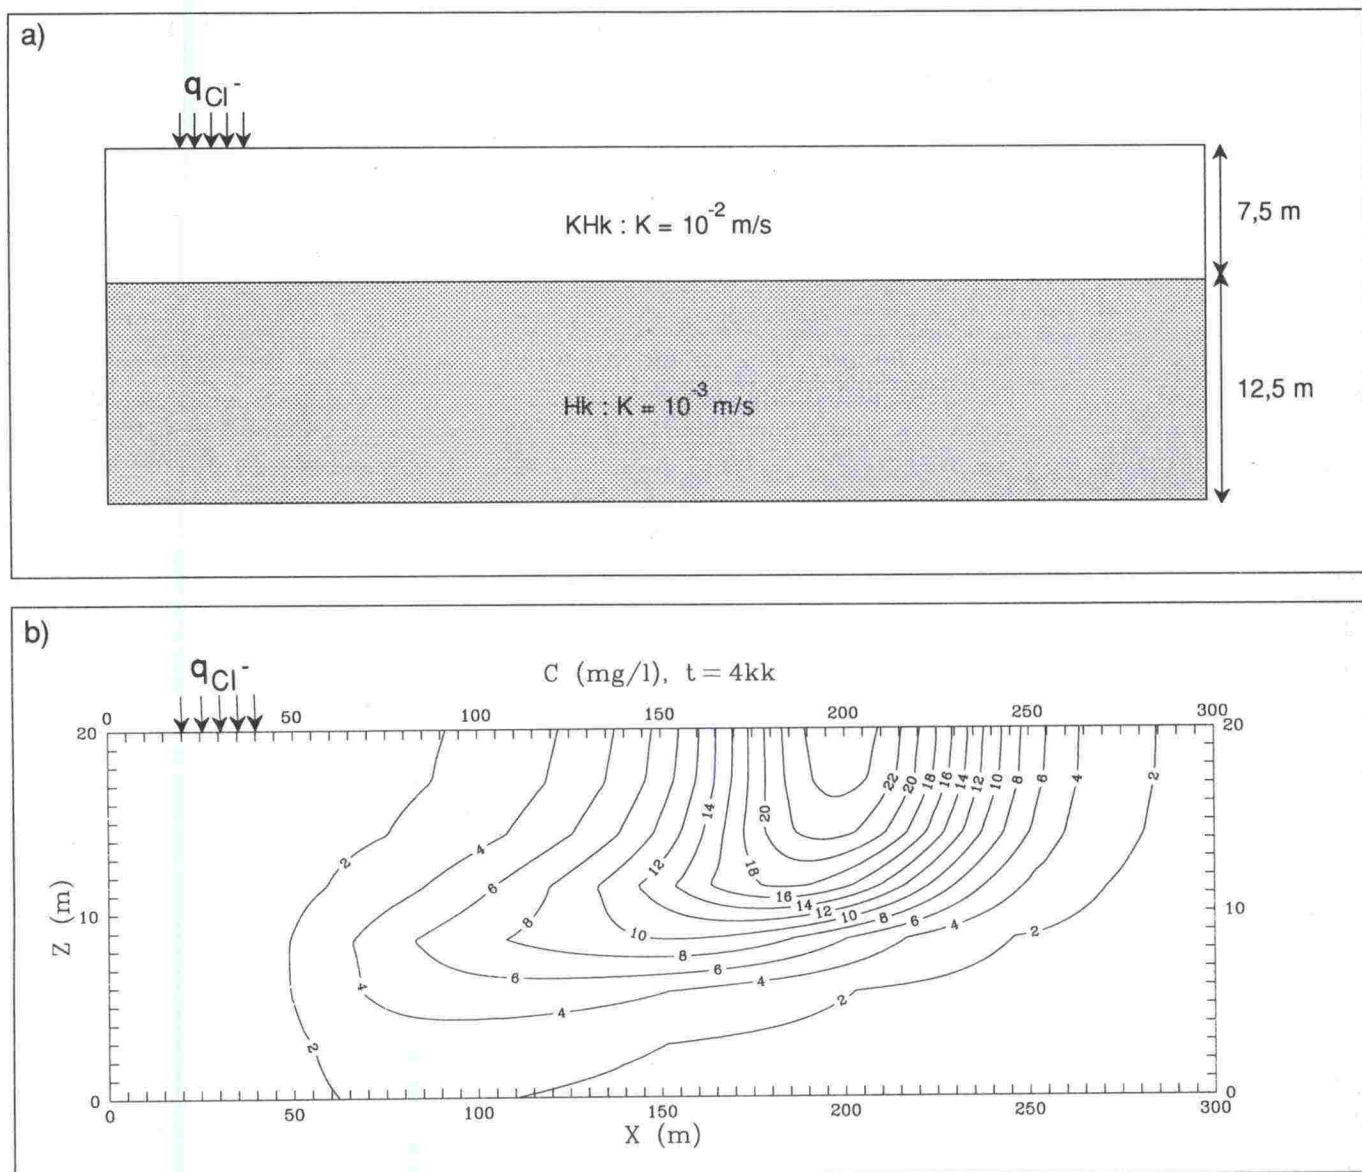 a)
qCl-
KHk : K = 10-2 m/s
7,5 m
Hk : K = 10-3 m/s
12,5 m
b)
qCl-
C (mg/l), t = 4kk
0 50 100 150 200 250 300
20 20
22 20 18 16 14 12 10 8 6 4 2
14 20
2 4 6 12 18
8 10 16 14 12 10 8 6 4 2
Z (m)
10 10
8 6 4 2
6 4
4
2
0 0
0 50 100 150 200 250 300
X (m)